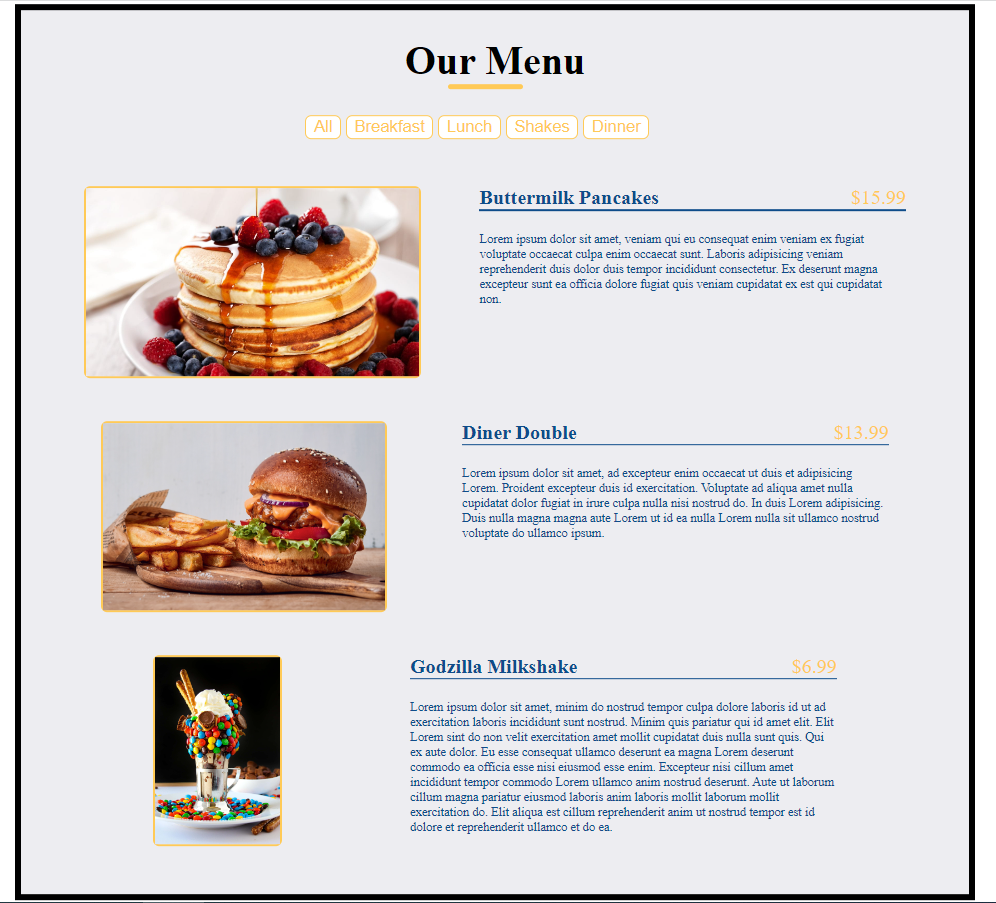 Our Menu
All Breakfast Lunch Shakes Dinner
Buttermilk Pancakes $15.99
Lorem ipsum dolor sit amet, veniam qui eu consequat enim veniam ex fugiat
voluptate occaecat culpa enim occaecat sunt. Laboris adipisicing veniam
reprehenderit duis dolor duis tempor incididunt consectetur. Ex deserunt magna
excepteur sunt ea officia dolore fugiat quis veniam cupidatat ex est qui cupidatat
non.
Diner Double $13.99
Lorem ipsum dolor sit amet, ad excepteur enim occaecat ut duis et adipisicing
Lorem. Proident excepteur duis id exercitation. Voluptate ad aliqua amet nulla
cupidatat dolor fugiat in irure culpa nulla nisi nostrud do. In duis Lorem adipisicing.
Duis nulla magna magna aute Lorem ut id ea nulla Lorem nulla sit ullamco nostrud
voluptate do ullamco ipsum.
Godzilla Milkshake $6.99
Lorem ipsum dolor sit amet, minim do nostrud tempor culpa dolore laboris id ut ad
exercitation laboris incididunt sunt nostrud. Minim quis pariatur qui id amet elit. Elit
Lorem sint do non velit exercitation amet mollit cupidatat duis nulla sunt quis. Qui
ex aute dolor. Eu esse consequat ullamco deserunt ea magna Lorem deserunt
commodo ea officia esse nisi eiusmod esse enim. Excepteur nisi cillum amet
incididunt tempor commodo Lorem ullamco anim nostrud deserunt. Aute ut laborum
cillum magna pariatur eiusmod laboris anim laboris mollit laborum mollit
exercitation do. Elit aliqua est cillum reprehenderit anim ut nostrud tempor est id
dolore et reprehenderit ullamco et do ea.